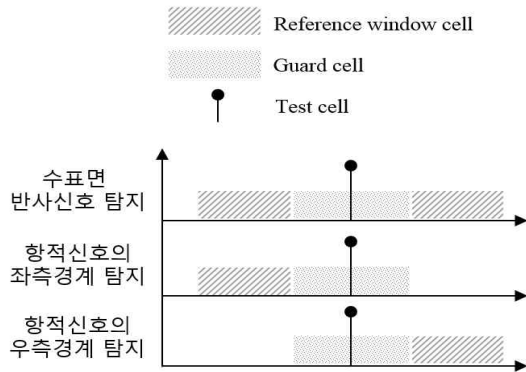 Reference window cell
Guard cell
Test cell
수표면
반사신호 탐지
항적신호의
좌측경계 탐지
항적신호의
우측경계 탐지